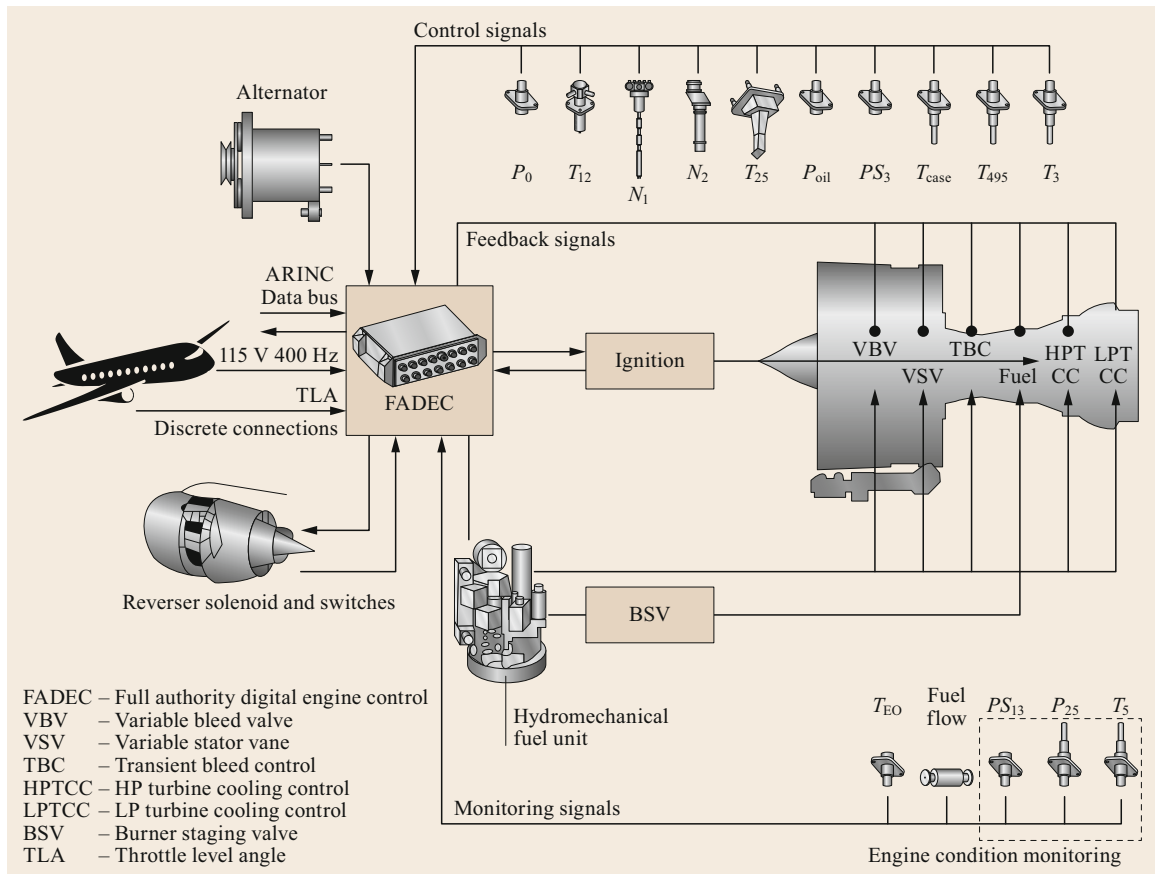 Control signals
Alternator
P0
T12
N1
N2
T25
Poil
PS3
Tcase
T495
T3
Feedback signals
ARINC
Data bus
115 V 400 Hz
TLA
Discrete connections
FADEC
Ignition
VBV
VSV
TBC
Fuel
HPT
CC
LPT
CC
Reverser solenoid and switches
BSV
Hydromechanical
fuel unit
FADEC – Full authority digital engine control
VBV – Variable bleed valve
VSV – Variable stator vane
TBC – Transient bleed control
HPTCC – HP turbine cooling control
LPTCC – LP turbine cooling control
BSV – Burner staging valve
TLA – Throttle level angle
TEO
Fuel
flow
PS13
P25
T5
Monitoring signals
Engine condition monitoring